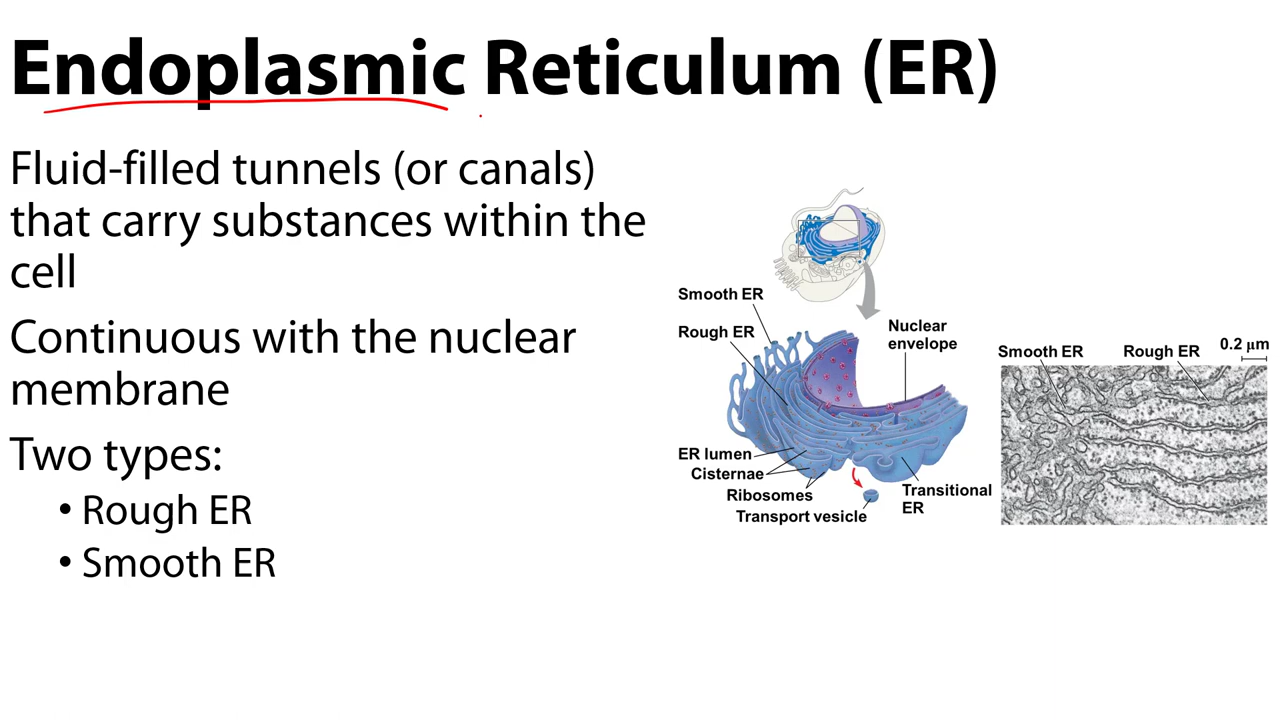 Endoplasmic Reticulum (ER)
Fluid-filled tunnels (or canals)
that carry substances within the
cell
Continuous with the nuclear
membrane
Two types:
• Rough ER
• Smooth ER
Smooth ER
Rough ER
Nuclear
envelope
ER lumen
Cisternae
Ribosomes
Transport vesicle
Transitional
ER
Smooth ER
Rough ER
0.2 μm